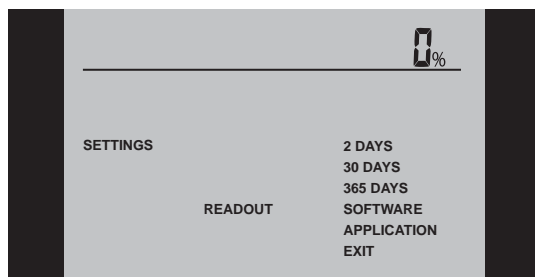 0%
SETTINGS 2 DAYS
30 DAYS
365 DAYS
READOUT SOFTWARE
APPLICATION
EXIT